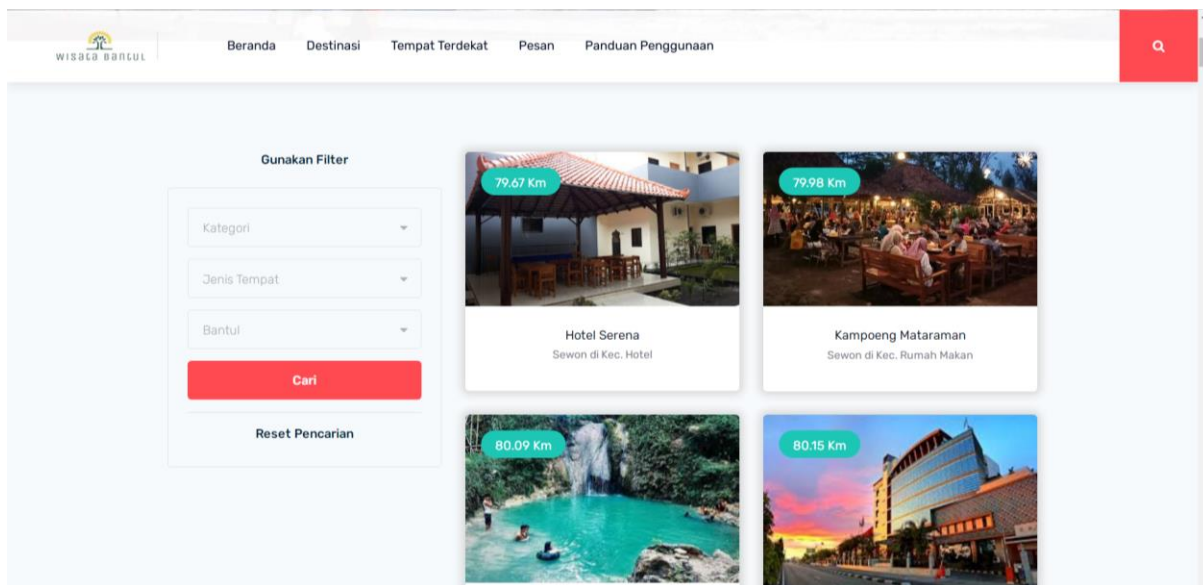 WISATA BANTUL
Beranda
Destinasi
Tempat Terdekat
Pesan
Panduan Penggunaan
Gunakan Filter
Kategori
Jenis Tempat
Bantul
Cari
Reset Pencarian
79.67 Km
Hotel Serena
Sewon di Kec. Hotel
79.98 Km
Kampoeng Mataraman
Sewon di Kec. Rumah Makan
80.09 Km
80.15 Km